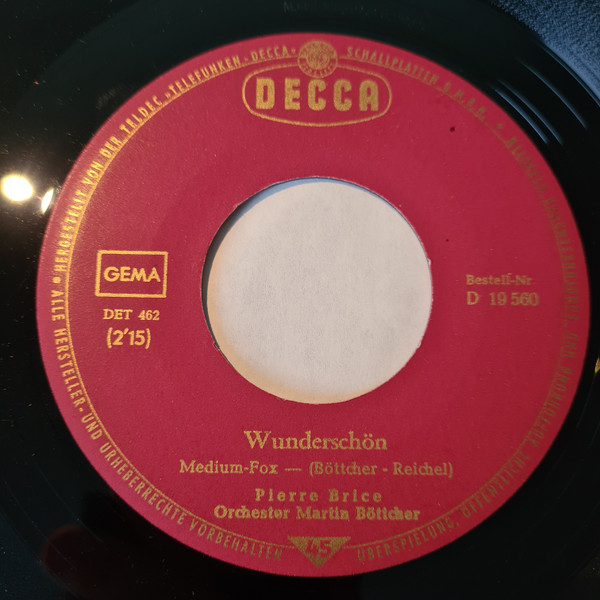 DECCA
GEMA
DET 462
(2'15)
Bestell-Nr.
D 19 560
Wunderschön
Medium-Fox — (Böttcher - Reichel)
Pierre Brice
Orchester Martin Böttcher
45
• ALLE HERSTELLER- UND URHEBERRECHTE VORBEHALTEN
HERGESTELLT VON DER TELDEC »TELEFUNKEN-DECCA« SCHALLPLATTEN G.M.B.H. •
ÜBERSPIELUNG, ÖFFENTLICHE AUFFÜHRUNG